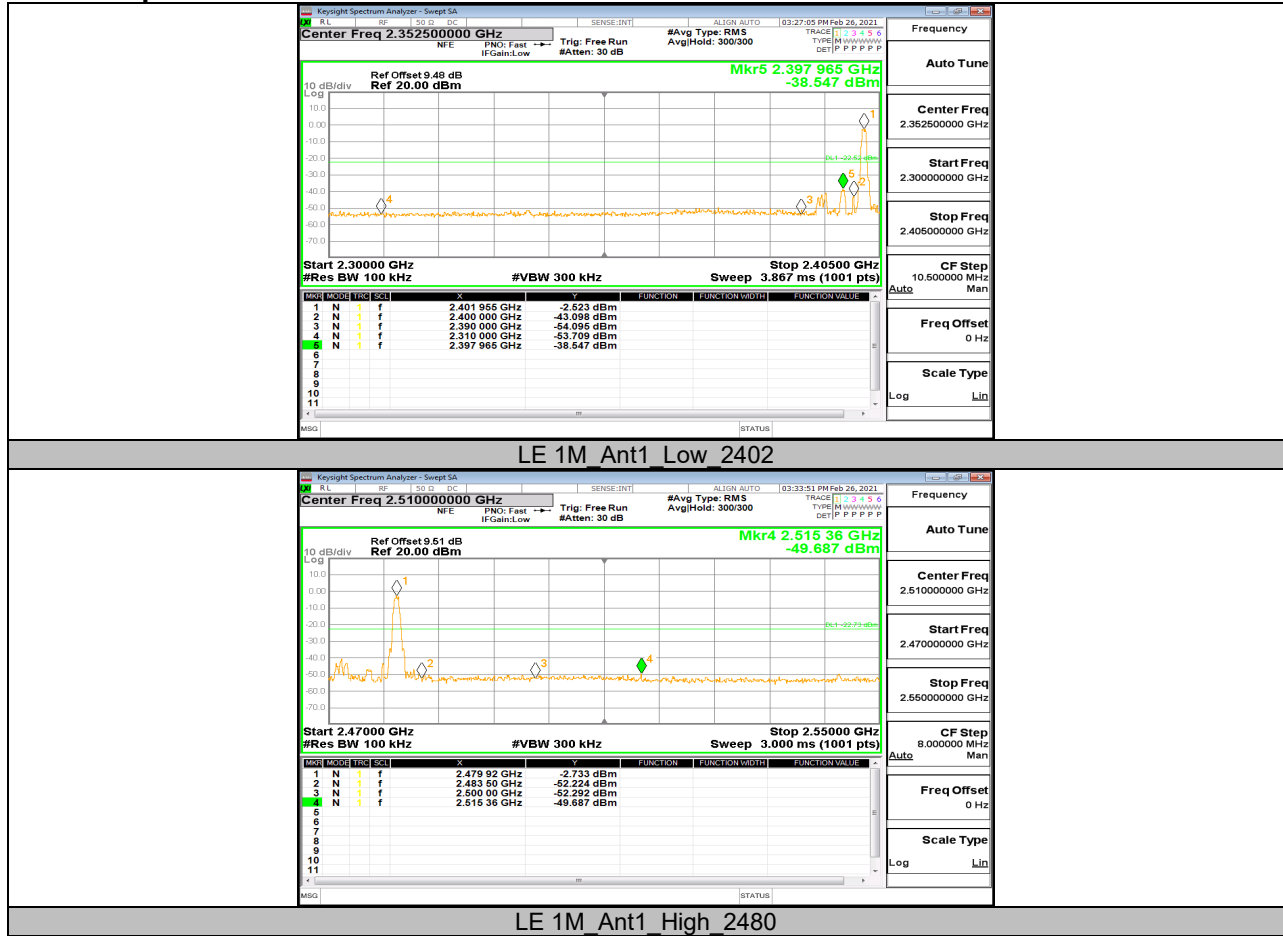 Keysight Spectrum Analyzer - Swept SA
RL RF 50 Ω DC SENSE:INT ALIGN AUTO 03:27:05 PM Feb 26, 2021
Center Freq 2.352500000 GHz
NFE PNO: Fast IFGain:Low
Trig: Free Run #Atten: 30 dB
#Avg Type: RMS Avg|Hold: 300/300
TRACE 1 2 3 4 5 6
TYPE M W W W W W
DET P P P P P P
Frequency
Auto Tune
Center Freq
2.352500000 GHz
Start Freq
2.300000000 GHz
Stop Freq
2.405000000 GHz
CF Step
10.500000 MHz
Auto Man
Freq Offset
0 Hz
Scale Type
Log Lin
Mkr5 2.397 965 GHz
-38.547 dBm
Ref Offset 9.48 dB
10 dB/div Ref 20.00 dBm
Log
10.0
0.00
-10.0
-20.0
-30.0
-40.0
-50.0
-60.0
-70.0
DL1 -22.52 dBm
1
5
2
3
4
Start 2.30000 GHz Stop 2.40500 GHz
#Res BW 100 kHz #VBW 300 kHz Sweep 3.867 ms (1001 pts)
MKR MODE TRC SCL X Y FUNCTION FUNCTION WIDTH FUNCTION VALUE
1 N 1 f 2.401 955 GHz -2.523 dBm
2 N 1 f 2.400 000 GHz -43.098 dBm
3 N 1 f 2.390 000 GHz -54.095 dBm
4 N 1 f 2.310 000 GHz -53.709 dBm
5 N 1 f 2.397 965 GHz -38.547 dBm
6
7
8
9
10
11
MSG STATUS
LE 1M_Ant1_Low_2402
Keysight Spectrum Analyzer - Swept SA
RL RF 50 Ω DC SENSE:INT ALIGN AUTO 03:33:51 PM Feb 26, 2021
Center Freq 2.510000000 GHz
NFE PNO: Fast IFGain:Low
Trig: Free Run #Atten: 30 dB
#Avg Type: RMS Avg|Hold: 300/300
TRACE 1 2 3 4 5 6
TYPE M W W W W W
DET P P P P P P
Frequency
Auto Tune
Center Freq
2.510000000 GHz
Start Freq
2.470000000 GHz
Stop Freq
2.550000000 GHz
CF Step
8.000000 MHz
Auto Man
Freq Offset
0 Hz
Scale Type
Log Lin
Mkr4 2.515 36 GHz
-49.687 dBm
Ref Offset 9.51 dB
10 dB/div Ref 20.00 dBm
Log
10.0
0.00
-10.0
-20.0
-30.0
-40.0
-50.0
-60.0
-70.0
DL1 -22.73 dBm
1
2
3
4
Start 2.47000 GHz Stop 2.55000 GHz
#Res BW 100 kHz #VBW 300 kHz Sweep 3.000 ms (1001 pts)
MKR MODE TRC SCL X Y FUNCTION FUNCTION WIDTH FUNCTION VALUE
1 N 1 f 2.479 92 GHz -2.733 dBm
2 N 1 f 2.483 50 GHz -52.224 dBm
3 N 1 f 2.500 00 GHz -52.292 dBm
4 N 1 f 2.515 36 GHz -49.687 dBm
5
6
7
8
9
10
11
MSG STATUS
LE 1M_Ant1_High_2480